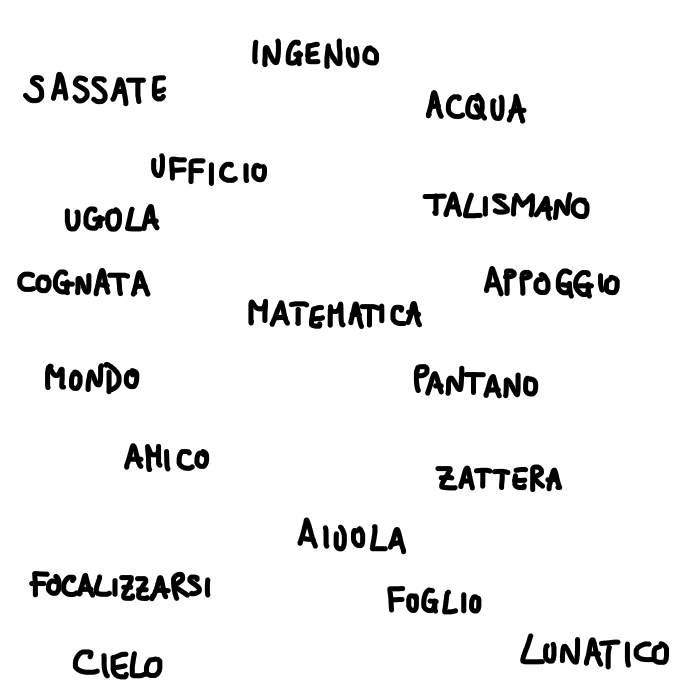 INGENUO
SASSATE
ACQUA
UFFICIO
TALISMANO
UGOLA
COGNATA
APPOGGIO
MATEMATICA
MONDO
PANTANO
AMICO
ZATTERA
AIUOLA
FOCALIZZARSI
FOGLIO
LUNATICO
CIELO